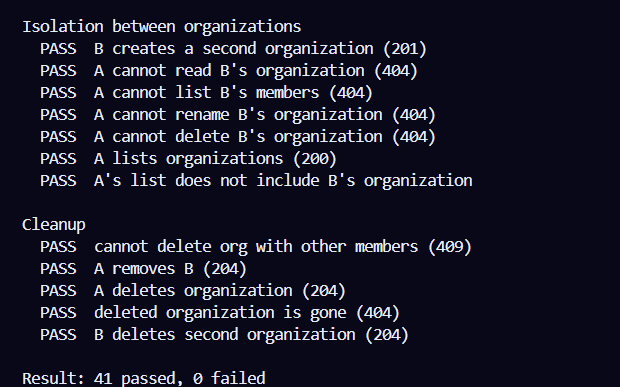 Isolation between organizations
PASS B creates a second organization (201)
PASS A cannot read B's organization (404)
PASS A cannot list B's members (404)
PASS A cannot rename B's organization (404)
PASS A cannot delete B's organization (404)
PASS A lists organizations (200)
PASS A's list does not include B's organization
Cleanup
PASS cannot delete org with other members (409)
PASS A removes B (204)
PASS A deletes organization (204)
PASS deleted organization is gone (404)
PASS B deletes second organization (204)
Result: 41 passed, 0 failed